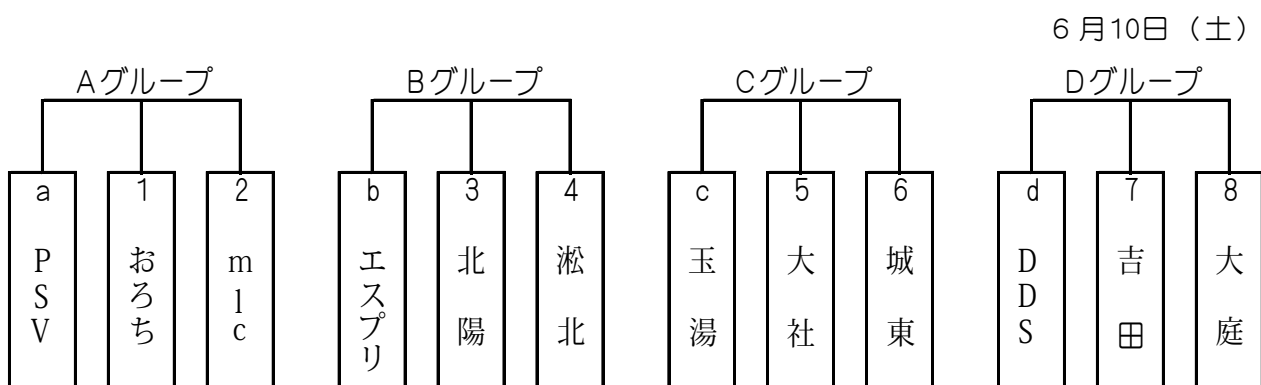 6月10日（土）
Aグループ
Bグループ
Cグループ
Dグループ
a
PSV
1
おろち
2
mlc
b
エスプリ
3
北陽
4
淞北
c
玉湯
5
大社
6
城東
d
DDS
7
吉田
8
大庭